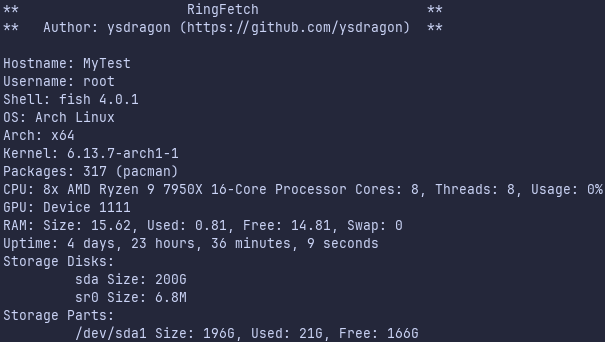 ** RingFetch **
** Author: ysdragon (https://github.com/ysdragon) **
Hostname: MyTest
Username: root
Shell: fish 4.0.1
OS: Arch Linux
Arch: x64
Kernel: 6.13.7-arch1-1
Packages: 317 (pacman)
CPU: 8x AMD Ryzen 9 7950X 16-Core Processor Cores: 8, Threads: 8, Usage: 0%
GPU: Device 1111
RAM: Size: 15.62, Used: 0.81, Free: 14.81, Swap: 0
Uptime: 4 days, 23 hours, 36 minutes, 9 seconds
Storage Disks:
sda Size: 200G
sr0 Size: 6.8M
Storage Parts:
/dev/sda1 Size: 196G, Used: 21G, Free: 166G